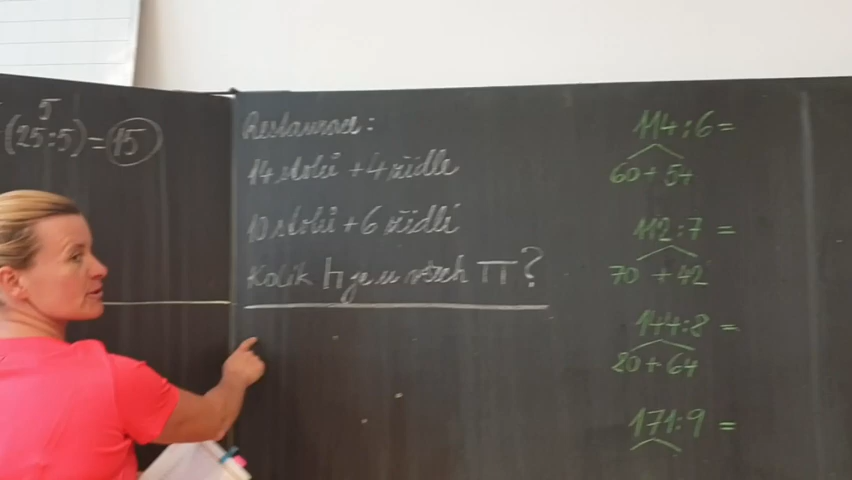 5
(25:5) = 15
Restaurace:
14 stolů + 4 židle
10 stolů + 6 židlí
Kolik h je u všech π?
114:6=
60+54
112:7 =
70 + 42
144:8 =
80+64
171:9 =